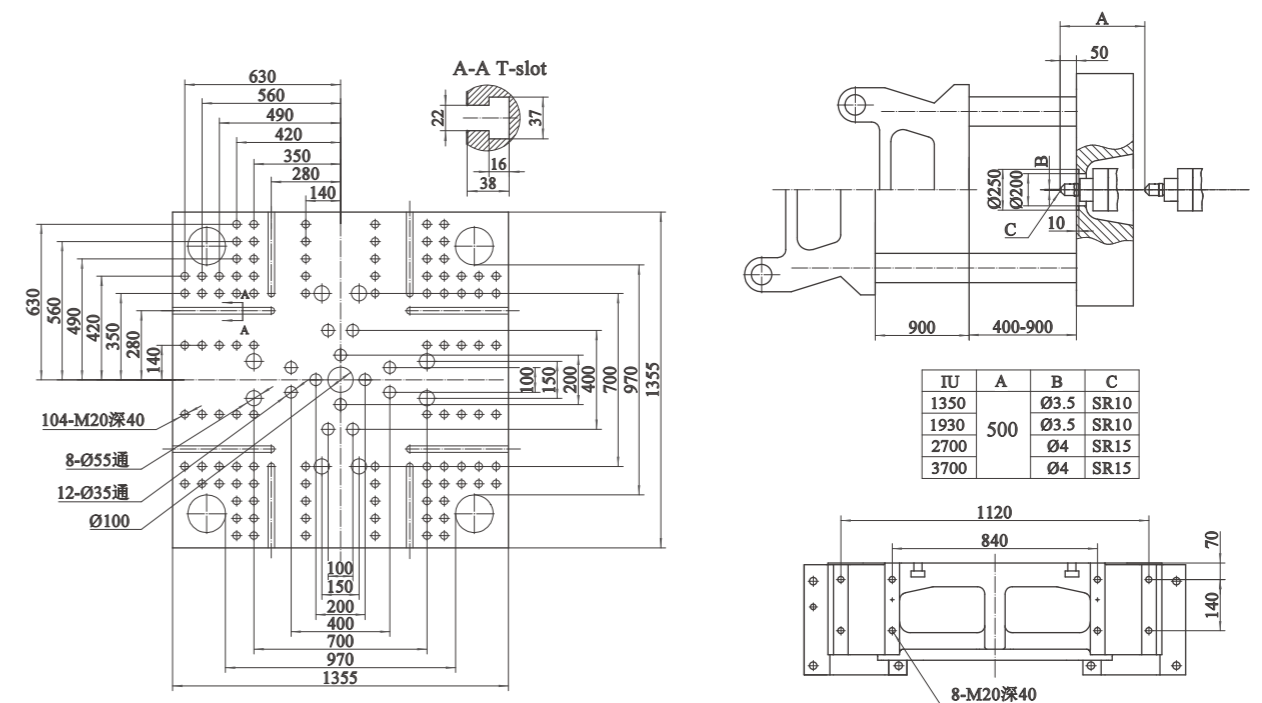 630
560
490
420
350
280
140
A-A T-slot
22
37
16
38
630
560
490
420
350
280
140
A
A
100
150
200
400
700
970
1355
104-M20深40
8-Ø55通
12-Ø35通
Ø100
100
150
200
400
700
970
1355
A
50
B
Ø250
Ø200
C
10
900
400-900
IU A B C
1350 500 Ø3.5 SR10
1930 Ø3.5 SR10
2700 Ø4 SR15
3700 Ø4 SR15
1120
840
70
140
8-M20深40